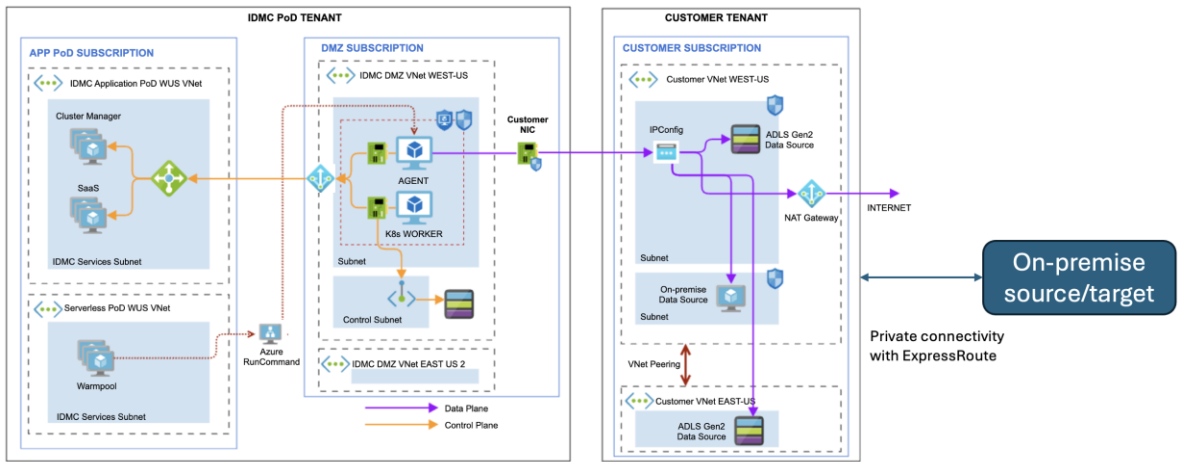 IDMC PoD TENANT
APP PoD SUBSCRIPTION
IDMC Application PoD WUS VNet
Cluster Manager
SaaS
IDMC Services Subnet
Serverless PoD WUS VNet
Warmpool
IDMC Services Subnet
Azure
RunCommand
DMZ SUBSCRIPTION
IDMC DMZ VNet WEST-US
AGENT
K8s WORKER
Subnet
Control Subnet
IDMC DMZ VNet EAST US 2
Data Plane
Control Plane
Customer
NIC
CUSTOMER TENANT
CUSTOMER SUBSCRIPTION
Customer VNet WEST-US
IPConfig
ADLS Gen2
Data Source
NAT Gateway
INTERNET
Subnet
On-premise
Data Source
Subnet
VNet Peering
Customer VNet EAST-US
ADLS Gen2
Data Source
On-premise
source/target
Private connectivity
with ExpressRoute